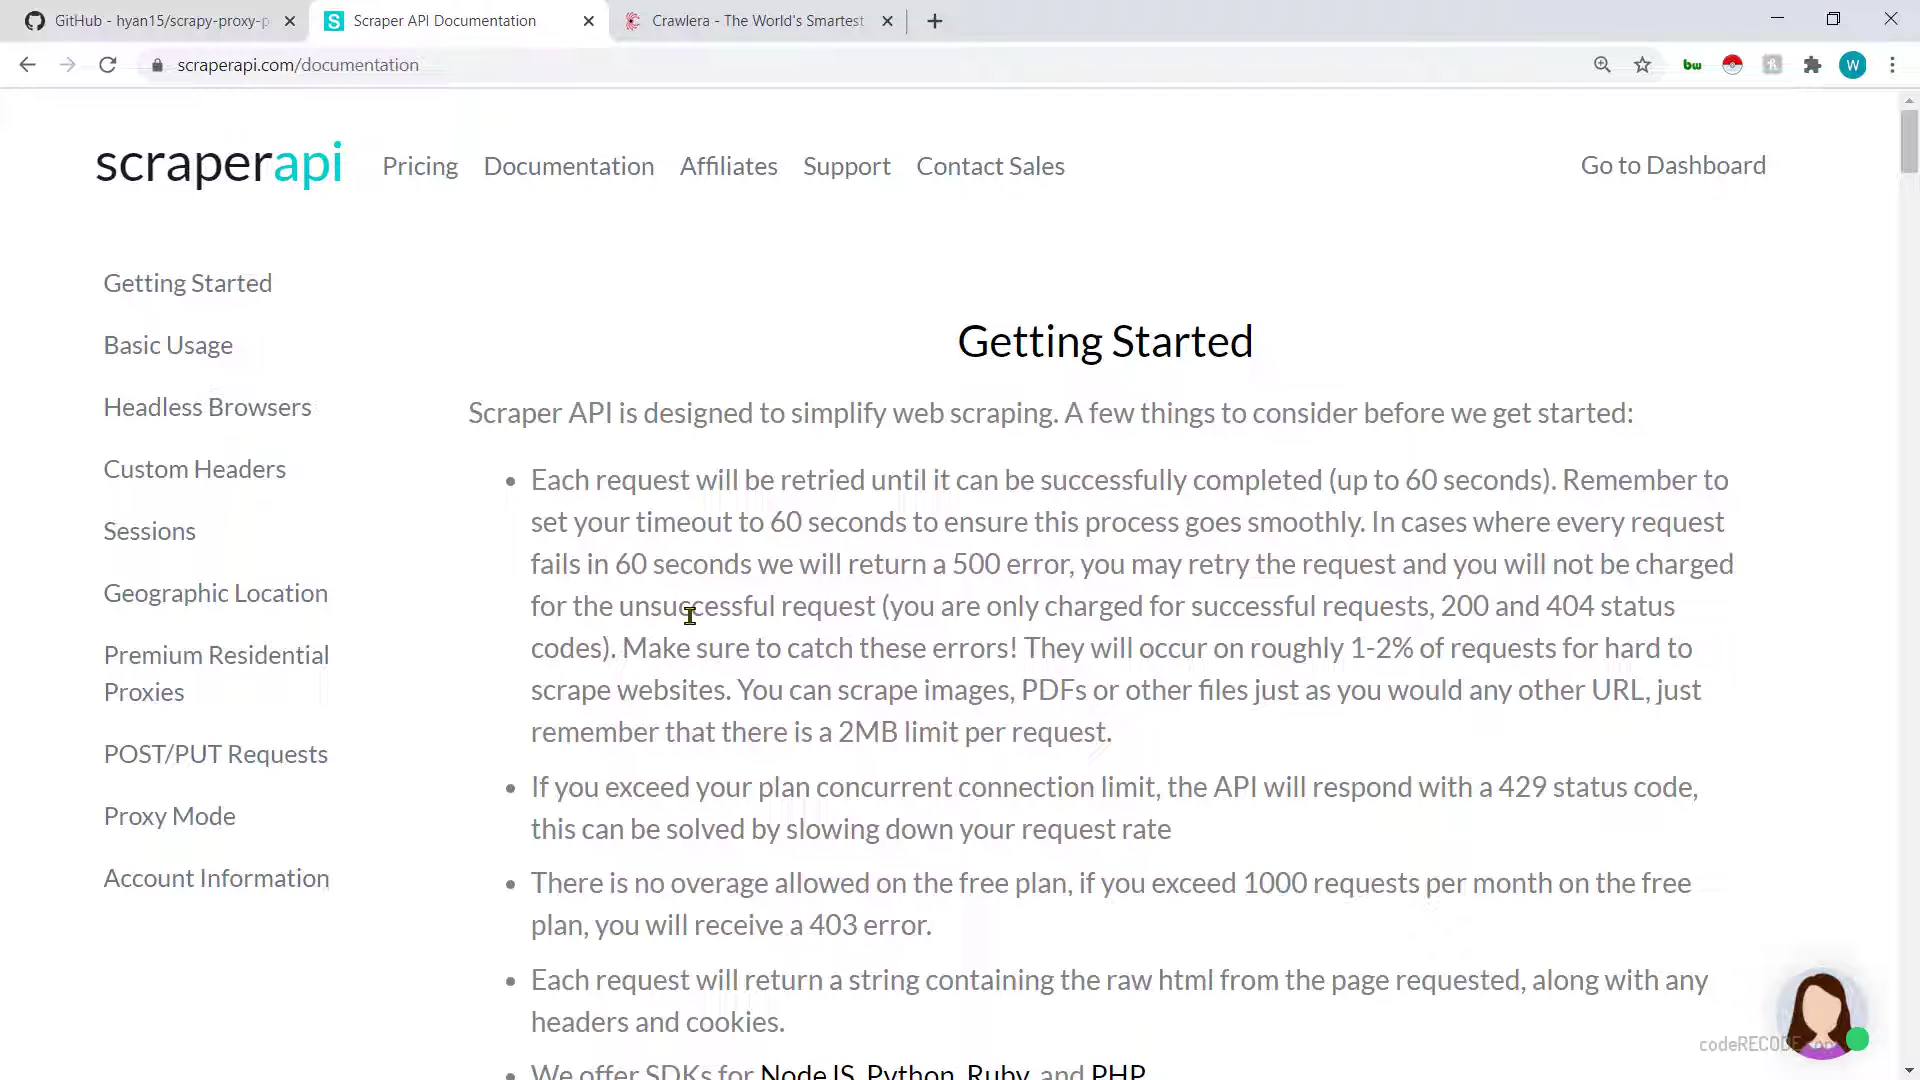 GitHub - hyan15/scrapy-proxy-p
Scraper API Documentation
Crawlera - The World's Smartest
scraperapi.com/documentation
bw
W
scraperapi
Pricing
Documentation
Affiliates
Support
Contact Sales
Go to Dashboard
Getting Started
Basic Usage
Headless Browsers
Custom Headers
Sessions
Geographic Location
Premium Residential
Proxies
POST/PUT Requests
Proxy Mode
Account Information
Getting Started
Scraper API is designed to simplify web scraping. A few things to consider before we get started:
Each request will be retried until it can be successfully completed (up to 60 seconds). Remember to
set your timeout to 60 seconds to ensure this process goes smoothly. In cases where every request
fails in 60 seconds we will return a 500 error, you may retry the request and you will not be charged
for the unsuccessful request (you are only charged for successful requests, 200 and 404 status
codes). Make sure to catch these errors! They will occur on roughly 1-2% of requests for hard to
scrape websites. You can scrape images, PDFs or other files just as you would any other URL, just
remember that there is a 2MB limit per request.
If you exceed your plan concurrent connection limit, the API will respond with a 429 status code,
this can be solved by slowing down your request rate
There is no overage allowed on the free plan, if you exceed 1000 requests per month on the free
plan, you will receive a 403 error.
Each request will return a string containing the raw html from the page requested, along with any
headers and cookies.
We offer SDKs for NodeJS, Python, Ruby, and PHP.